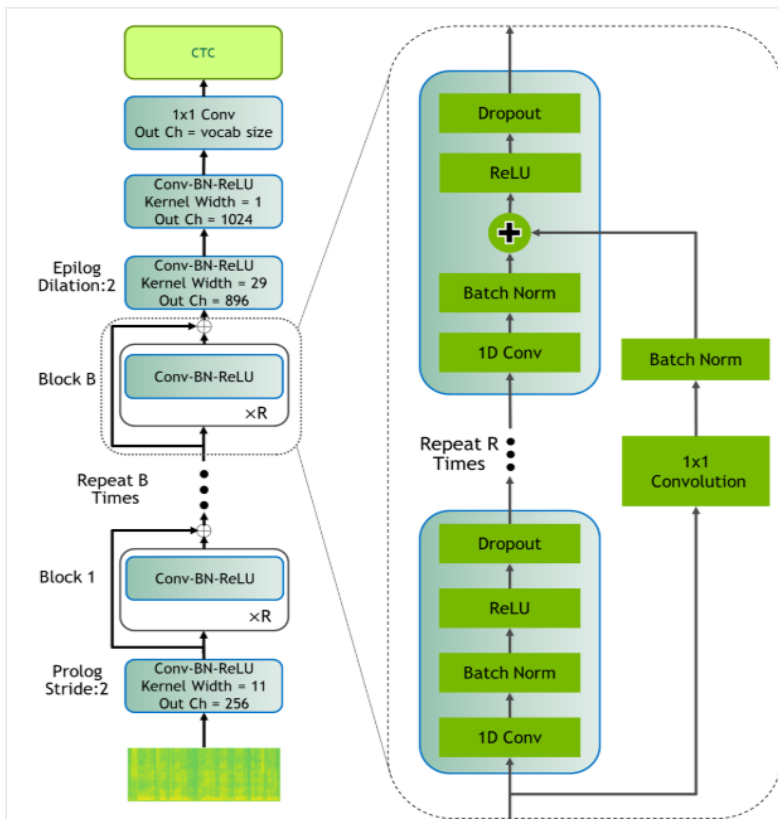 CTC
1x1 Conv
Out Ch = vocab size
Conv-BN-ReLU
Kernel Width = 1
Out Ch = 1024
Epilog
Dilation:2
Conv-BN-ReLU
Kernel Width = 29
Out Ch = 896
Block B
Conv-BN-ReLU
×R
Repeat B
Times
Block 1
Conv-BN-ReLU
×R
Prolog
Stride:2
Conv-BN-ReLU
Kernel Width = 11
Out Ch = 256
Dropout
ReLU
Batch Norm
1D Conv
Batch Norm
Repeat R
Times
1x1
Convolution
Dropout
ReLU
Batch Norm
1D Conv